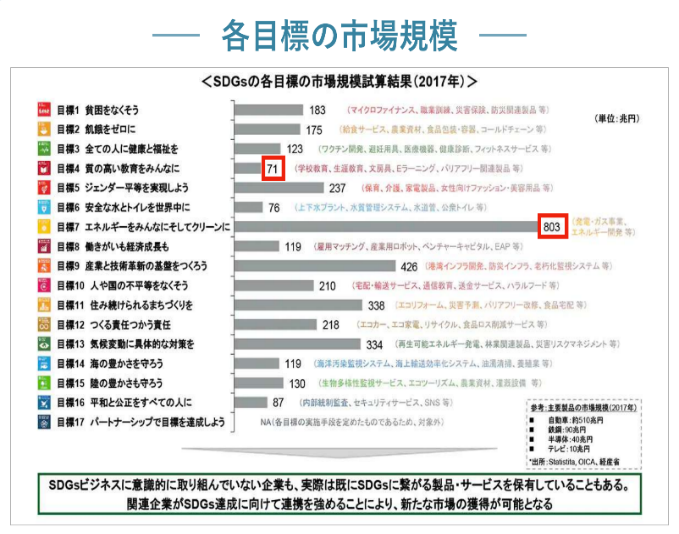 各目標の市場規模
＜SDGsの各目標の市場規模試算結果（2017年）＞
（単位：兆円）
目標1 貧困をなくそう 183 （マイクロファイナンス、職業訓練、災害保険、防災関連製品 等）
目標2 飢餓をゼロに 175 （給食サービス、農業資材、食品包装・容器、コールドチェーン 等）
目標3 全ての人に健康と福祉を 123 （ワクチン開発、避妊用具、医療機器、健康診断、フィットネスサービス 等）
目標4 質の高い教育をみんなに 71 （学校教育、生涯教育、文房具、Eラーニング、バリアフリー関連製品 等）
目標5 ジェンダー平等を実現しよう 237 （保育、介護、家電製品、女性向けファッション・美容用品 等）
目標6 安全な水とトイレを世界中に 76 （上下水プラント、水質管理システム、水道管、公衆トイレ 等）
目標7 エネルギーをみんなにそしてクリーンに 803 （発電・ガス事業、
エネルギー開発 等）
目標8 働きがいも経済成長も 119 （雇用マッチング、産業用ロボット、ベンチャーキャピタル、EAP 等）
目標9 産業と技術革新の基盤をつくろう 426 （港湾インフラ開発、防災インフラ、老朽化監視システム 等）
目標10 人や国の不平等をなくそう 210 （宅配・輸送サービス、通信教育、送金サービス、ハラルフード 等）
目標11 住み続けられるまちづくりを 338 （エコリフォーム、災害予測、バリアフリー改修、食品宅配 等）
目標12 つくる責任つかう責任 218 （エコカー、エコ家電、リサイクル、食品ロス削減サービス 等）
目標13 気候変動に具体的な対策を 334 （再生可能エネルギー発電、林業関連製品、災害リスクマネジメント 等）
目標14 海の豊かさを守ろう 119 （海洋汚染監視システム、海上輸送効率化システム、油濁清掃、養殖業 等）
目標15 陸の豊かさも守ろう 130 （生物多様性監視サービス、エコツーリズム、農業資材、灌漑設備 等）
目標16 平和と公正をすべての人に 87 （内部統制監査、セキュリティサービス、SNS 等）
目標17 パートナーシップで目標を達成しよう NA（各目標の実施手段を定めたものであるため、対象外）
参考：主要製品の市場規模（2017年）
■ 自動車：約510兆円
■ 鉄鋼：90兆円
■ 半導体：40兆円
■ テレビ：10兆円
*出所：Statistita, OICA、経産省
SDGsビジネスに意識的に取り組んでいない企業も、実際は既にSDGsに繋がる製品・サービスを保有していることもある。
関連企業がSDGs達成に向けて連携を強めることにより、新たな市場の獲得が可能となる